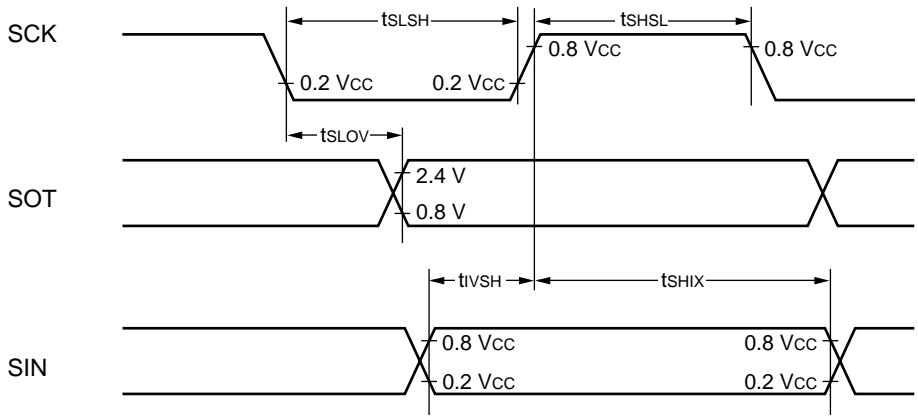 tSLSH tSHSL
SCK
0.8 VCC 0.8 VCC
0.2 VCC 0.2 VCC
tSLOV
2.4 V
SOT
0.8 V
tIVSH tSHIX
0.8 VCC 0.8 VCC
SIN
0.2 VCC 0.2 VCC